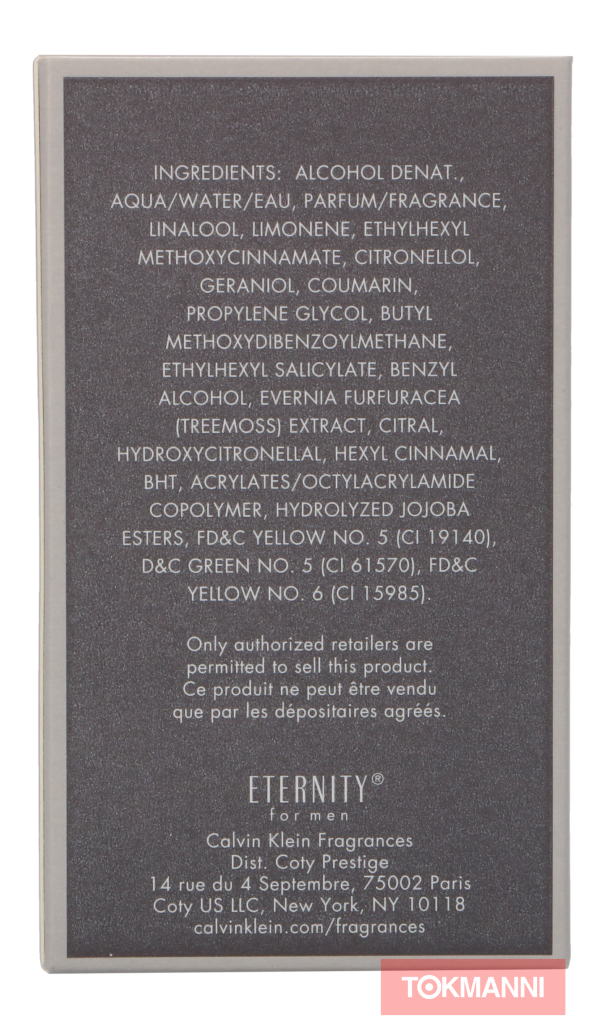 INGREDIENTS: ALCOHOL DENAT.,
AQUA/WATER/EAU, PARFUM/FRAGRANCE,
LINALOOL, LIMONENE, ETHYLHEXYL
METHOXYCINNAMATE, CITRONELLOL,
GERANIOL, COUMARIN,
PROPYLENE GLYCOL, BUTYL
METHOXYDIBENZOYLMETHANE,
ETHYLHEXYL SALICYLATE, BENZYL
ALCOHOL, EVERNIA FURFURACEA
(TREEMOSS) EXTRACT, CITRAL,
HYDROXYCITRONELLAL, HEXYL CINNAMAL,
BHT, ACRYLATES/OCTYLACRYLAMIDE
COPOLYMER, HYDROLYZED JOJOBA
ESTERS, FD&C YELLOW NO. 5 (CI 19140),
D&C GREEN NO. 5 (CI 61570), FD&C
YELLOW NO. 6 (CI 15985).
Only authorized retailers are
permitted to sell this product.
Ce produit ne peut être vendu
que par les dépositaires agréés.
ETERNITY®
for men
Calvin Klein Fragrances
Dist. Coty Prestige
14 rue du 4 Septembre, 75002 Paris
Coty US LLC, New York, NY 10118
calvinklein.com/fragrances
TOKMANNI